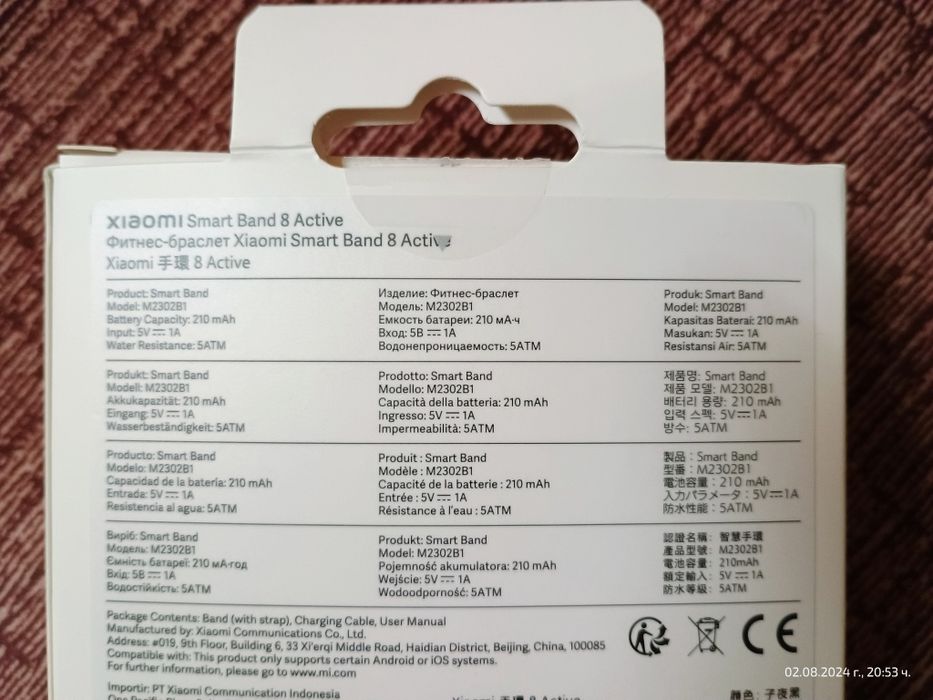 xiaomi Smart Band 8 Active
Фитнес-браслет Xiaomi Smart Band 8 Active
Xiaomi 手環 8 Active
Product: Smart Band
Model: M2302B1
Battery Capacity: 210 mAh
Input: 5V⎓1A
Water Resistance: 5ATM
Изделие: Фитнес-браслет
Модель: M2302B1
Емкость батареи: 210 мА·ч
Вход: 5В⎓1А
Водонепроницаемость: 5ATM
Produk: Smart Band
Model: M2302B1
Kapasitas Baterai: 210 mAh
Masukan: 5V⎓1A
Resistansi Air: 5ATM
Produkt: Smart Band
Modell: M2302B1
Akkukapazität: 210 mAh
Eingang: 5V⎓1A
Wasserbeständigkeit: 5ATM
Prodotto: Smart Band
Modello: M2302B1
Capacità della batteria: 210 mAh
Ingresso: 5V⎓1A
Impermeabilità: 5ATM
제품명: Smart Band
제품 모델: M2302B1
배터리 용량: 210 mAh
입력 스펙: 5V⎓1A
방수: 5ATM
Producto: Smart Band
Modelo: M2302B1
Capacidad de la batería: 210 mAh
Entrada: 5V⎓1A
Resistencia al agua: 5ATM
Produit : Smart Band
Modèle : M2302B1
Capacité de la batterie : 210 mAh
Entrée : 5V⎓1A
Résistance à l'eau : 5ATM
製品：Smart Band
型番：M2302B1
電池容量：210 mAh
入力パラメータ：5V⎓1A
防水性能：5ATM
Виріб: Smart Band
Модель: M2302B1
Ємність батареї: 210 мА·год
Вхід: 5В⎓1А
Водостійкість: 5ATM
Produkt: Smart Band
Model: M2302B1
Pojemność akumulatora: 210 mAh
Wejście: 5V⎓1A
Wodoodporność: 5ATM
認證名稱：智慧手環
產品型號：M2302B1
電池容量：210mAh
額定輸入：5V⎓1A
防水等級：5ATM
Package Contents: Band (with strap), Charging Cable, User Manual
Manufactured by: Xiaomi Communications Co., Ltd.
Address: #019, 9th Floor, Building 6, 33 Xi'erqi Middle Road, Haidian District, Beijing, China, 100085
Compatible with: This product only supports certain Android or iOS systems.
For further information, please go to www.mi.com
CE
Importir: PT Xiaomi Communication Indonesia
Xiaomi 手環 8 Active
顏色：子夜黑
02.08.2024 г., 20:53 ч.